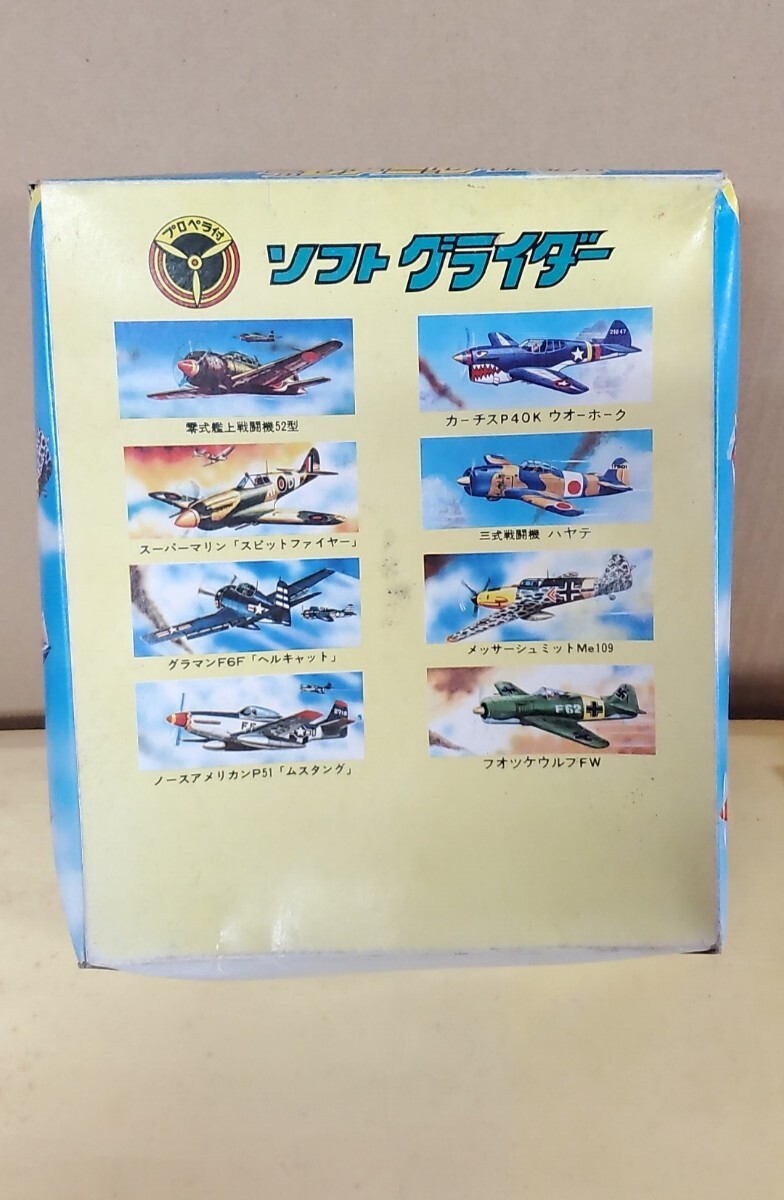 プロペラ付
ソフトグライダー
零式艦上戦闘機52型
カーチスP40K ウオーホーク
スーパーマリン「スピットファイヤー」
三式戦闘機 ハヤテ
グラマンF6F「ヘルキャット」
メッサーシュミットMe109
ノースアメリカンP51「ムスタング」
フオッケウルフFW
F62